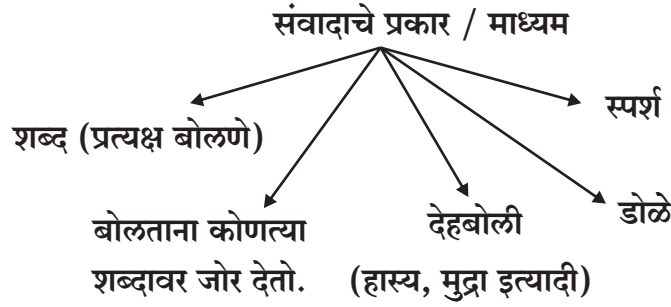 संवादाचे प्रकार / माध्यम
शब्द (प्रत्यक्ष बोलणे)
स्पर्श
बोलताना कोणत्या
शब्दावर जोर देतो.
देहबोली
(हास्य, मुद्रा इत्यादी)
डोळे